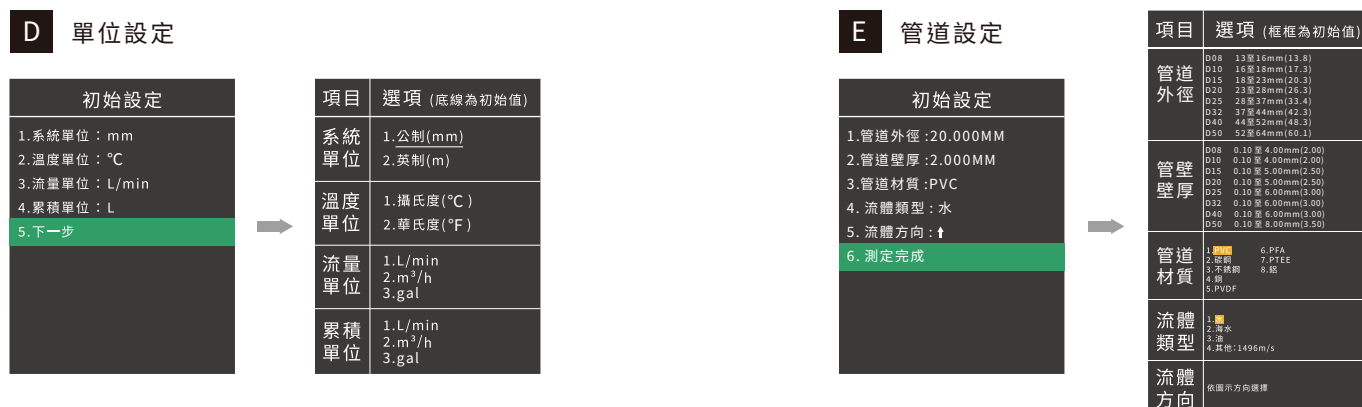 D 單位設定
初始設定
1.系統單位：mm
2.溫度單位：℃
3.流量單位：L/min
4.累積單位：L
5.下一步
項目 選項 (底線為初始值)
系統單位
1.公制(mm)
2.英制(m)
溫度單位
1.攝氏度(℃)
2.華氏度(℉)
流量單位
1.L/min
2.m³/h
3.gal
累積單位
1.L/min
2.m³/h
3.gal
E 管道設定
初始設定
1.管道外徑:20.000MM
2.管道壁厚:2.000MM
3.管道材質:PVC
4. 流體類型:水
5. 流體方向:⬆
6. 測定完成
項目 選項 (框框為初始值)
管道外徑
D08 13至16mm(13.8)
D10 16至18mm(17.3)
D15 18至23mm(20.3)
D20 23至28mm(26.3)
D25 28至37mm(33.4)
D32 37至44mm(42.3)
D40 44至52mm(48.3)
D50 52至64mm(60.1)
管壁壁厚
D08 0.10 至 4.00mm(2.00)
D10 0.10 至 4.00mm(2.00)
D15 0.10 至 5.00mm(2.50)
D20 0.10 至 5.00mm(2.50)
D25 0.10 至 6.00mm(3.00)
D32 0.10 至 6.00mm(3.00)
D40 0.10 至 6.00mm(3.00)
D50 0.10 至 8.00mm(3.50)
管道材質
1.PVC 6.PFA
2.碳鋼 7.PTEE
3.不銹鋼 8.鋁
4.銅
5.PVDF
流體類型
1.水
2.海水
3.油
4.其他:1496m/s
流體方向
依圖示方向選擇